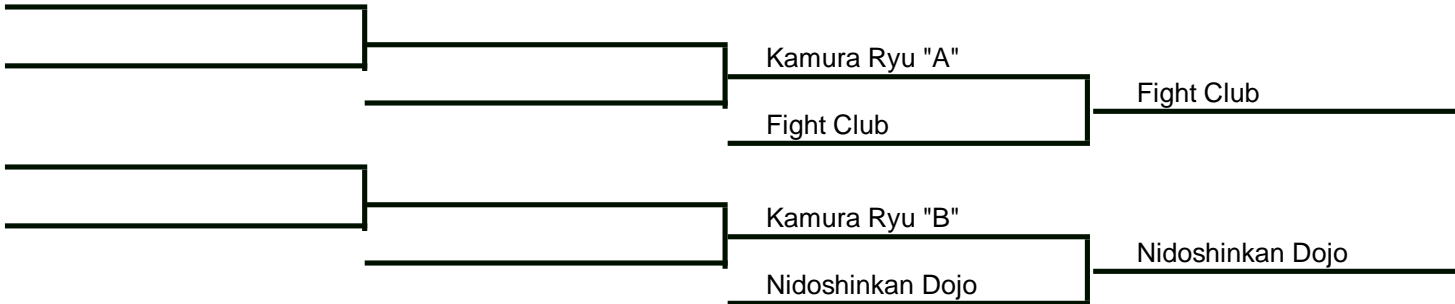 Kamura Ryu "A"
Fight Club
Fight Club
Kamura Ryu "B"
Nidoshinkan Dojo
Nidoshinkan Dojo